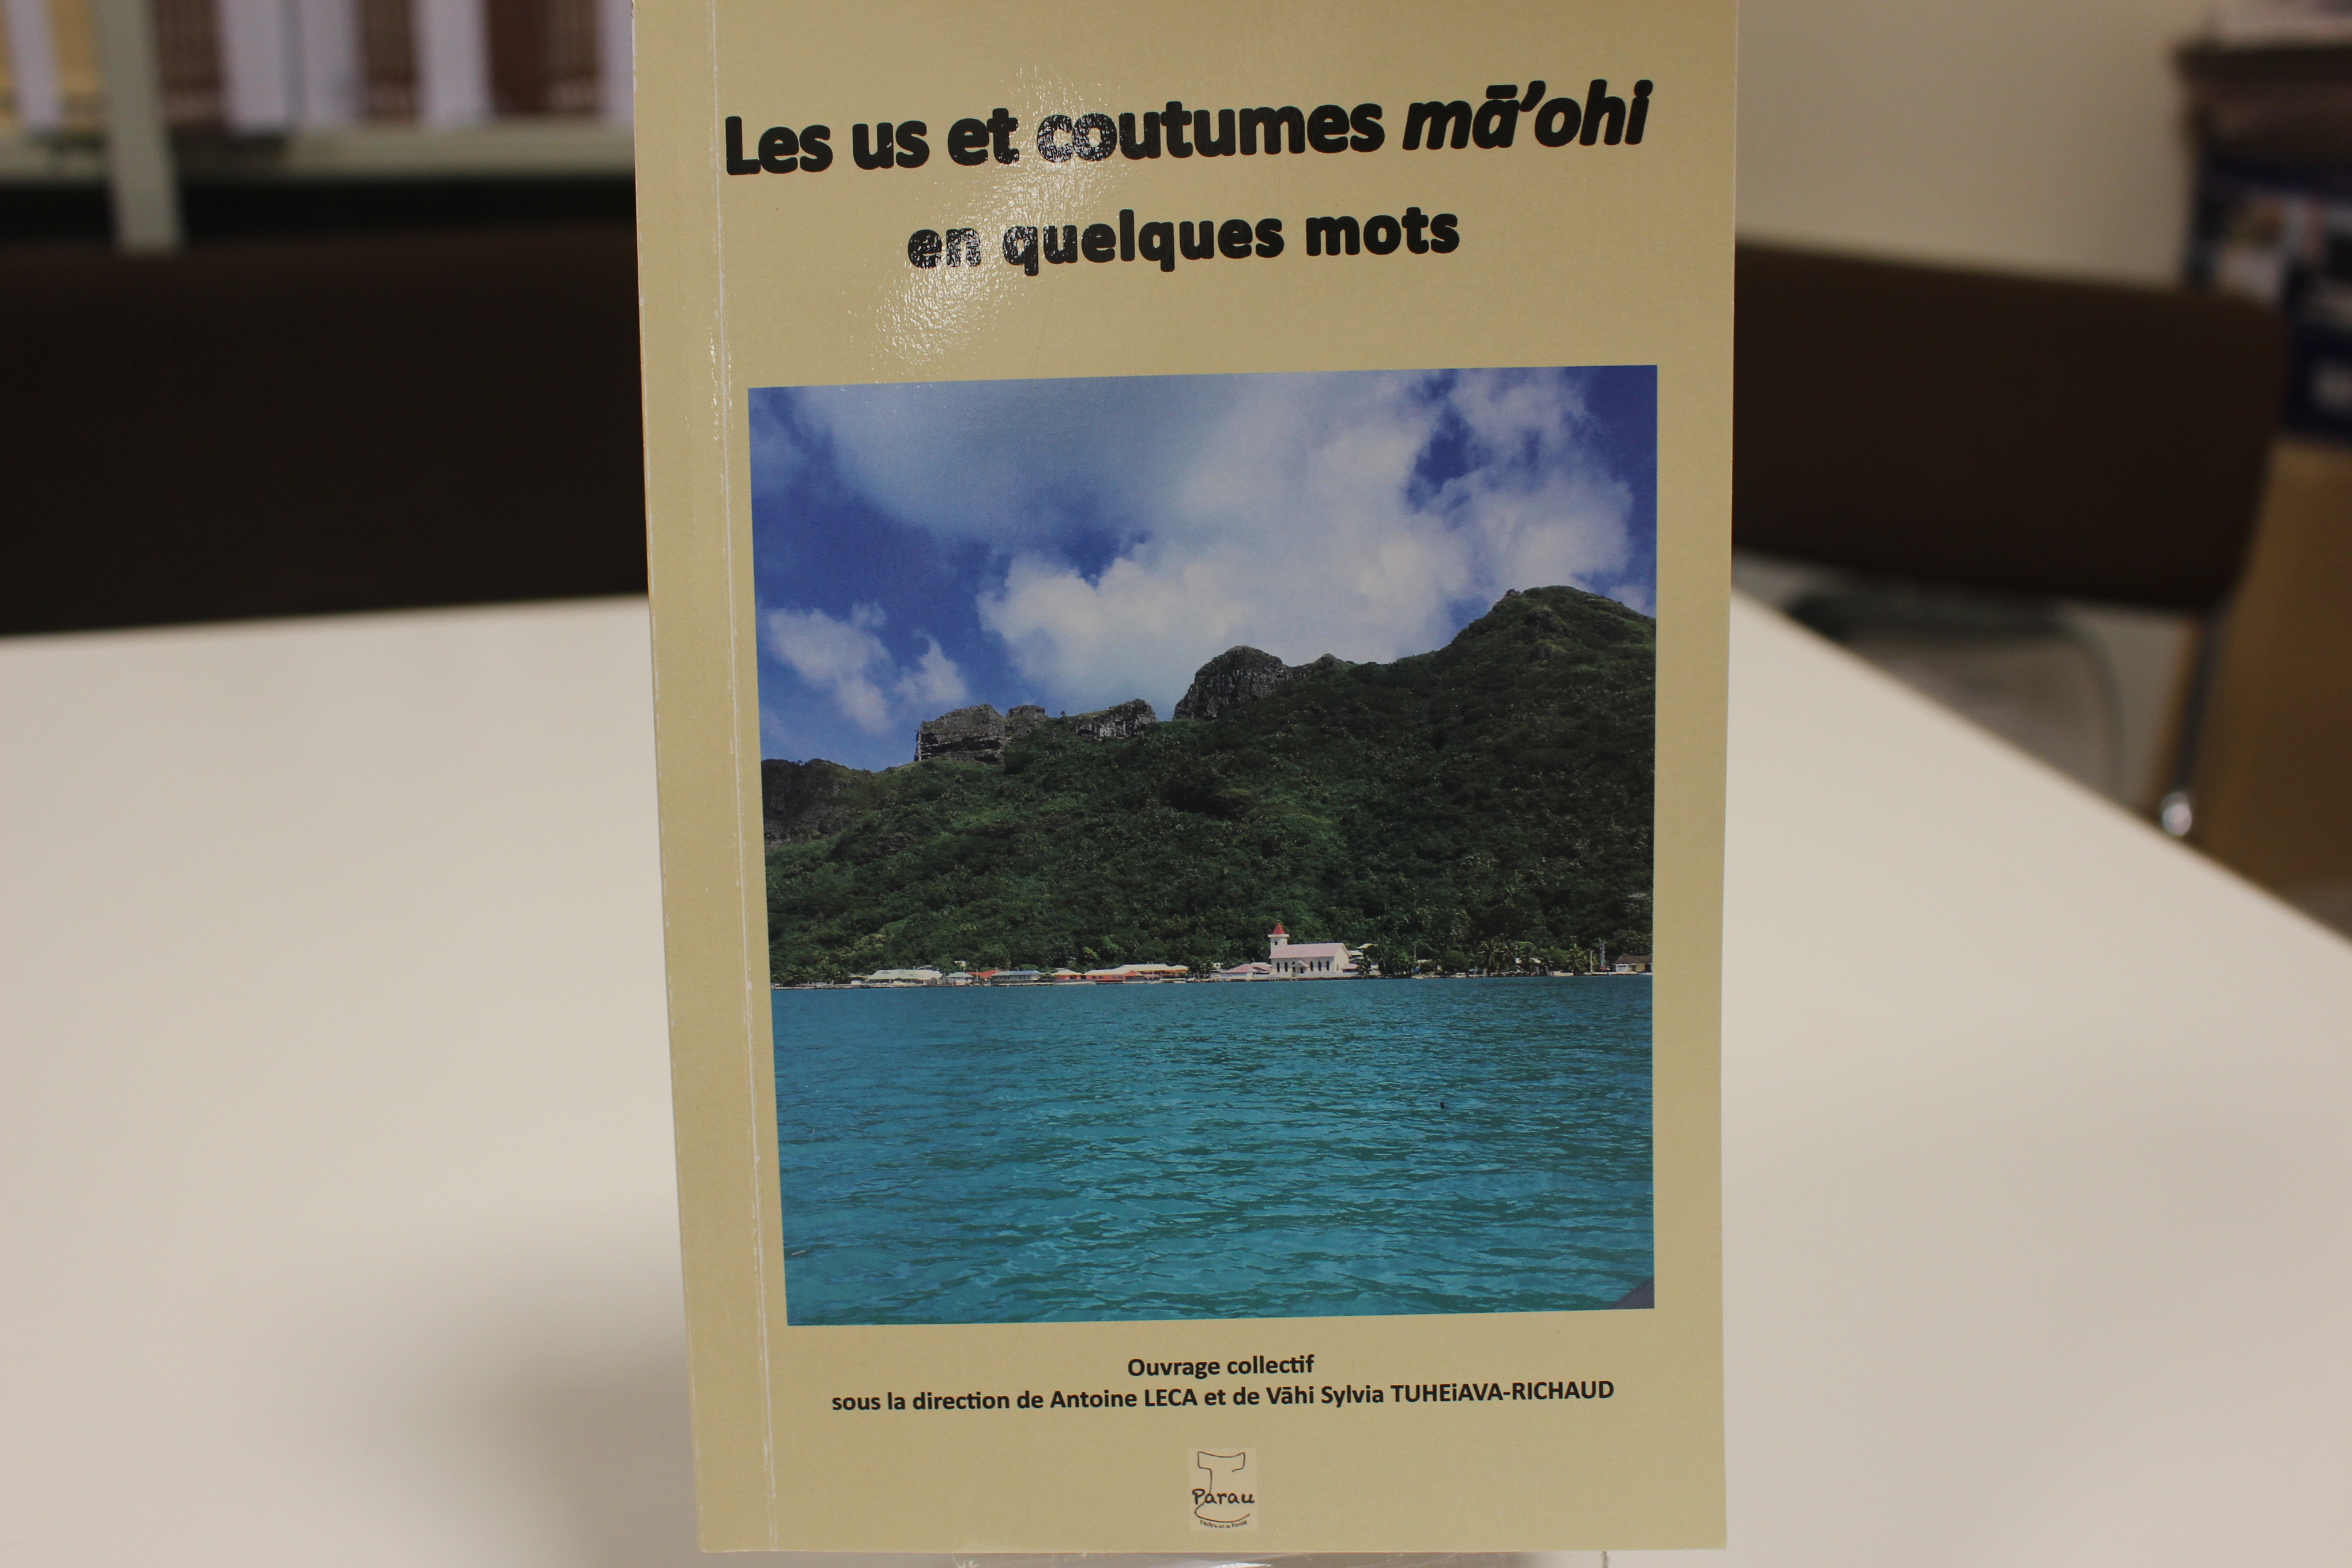 Les us et coutumes mā'ohi
en quelques mots
Ouvrage collectif
sous la direction de Antoine LECA et de Vāhi Sylvia TUHEiAVA-RICHAUD
Parau